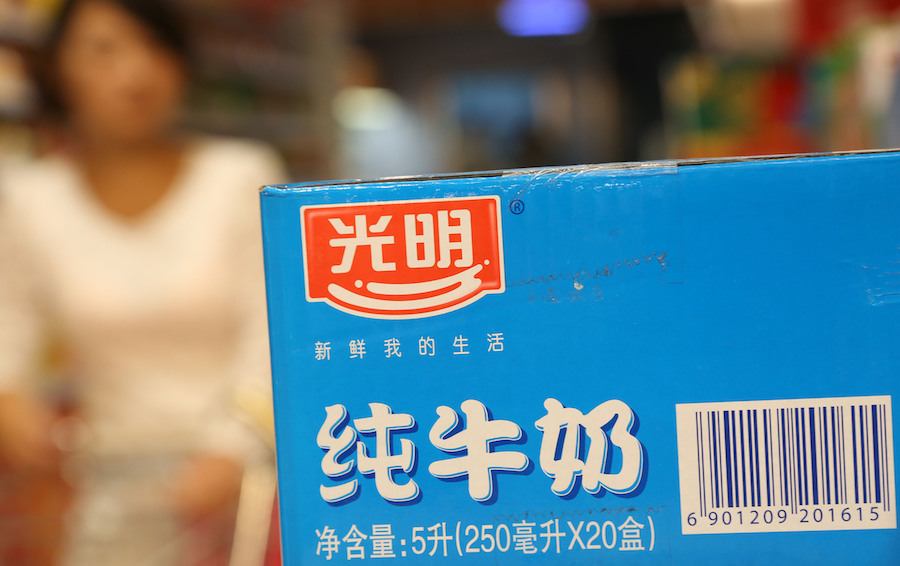 光明®
新鲜我的生活
纯牛奶
净含量:5升(250毫升X20盒)
6 901209 201615